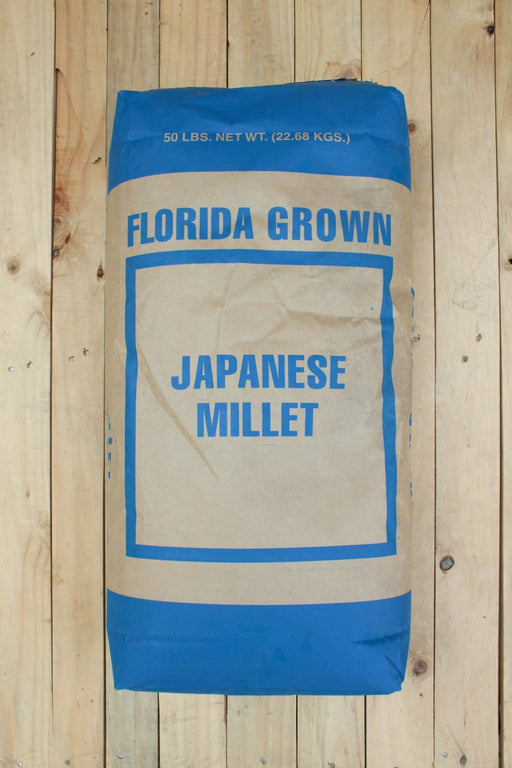 50 LBS. NET WT. (22.68 KGS.)
FLORIDA GROWN
JAPANESE
MILLET